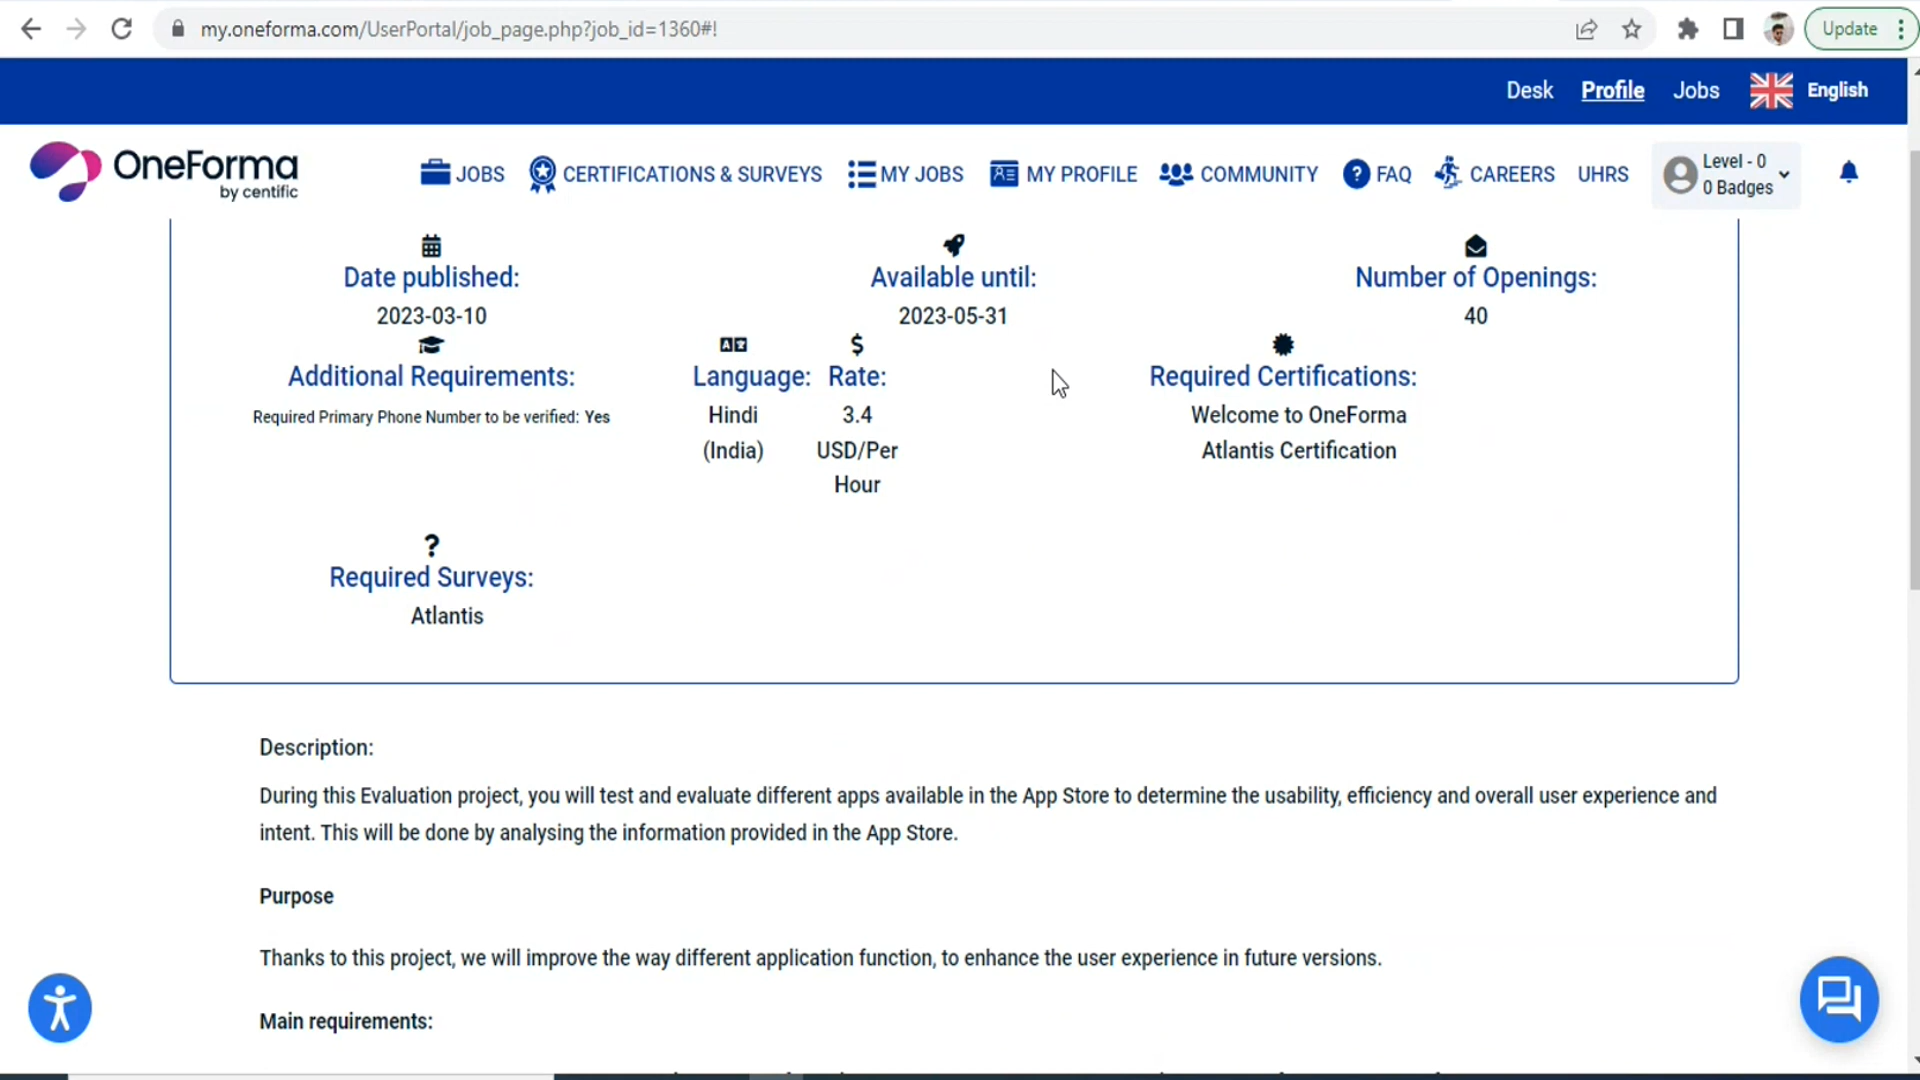 my.oneforma.com/UserPortal/job_page.php?job_id=1360#!
Update
Desk Profile Jobs English
OneForma
by centific
JOBS CERTIFICATIONS & SURVEYS MY JOBS MY PROFILE COMMUNITY ? FAQ CAREERS UHRS
Level - 0
0 Badges
Date published:
2023-03-10
Available until:
2023-05-31
Number of Openings:
40
Additional Requirements:
Required Primary Phone Number to be verified: Yes
Language:
Hindi
(India)
$
Rate:
3.4
USD/Per
Hour
Required Certifications:
Welcome to OneForma
Atlantis Certification
?
Required Surveys:
Atlantis
Description:
During this Evaluation project, you will test and evaluate different apps available in the App Store to determine the usability, efficiency and overall user experience and
intent. This will be done by analysing the information provided in the App Store.
Purpose
Thanks to this project, we will improve the way different application function, to enhance the user experience in future versions.
Main requirements: